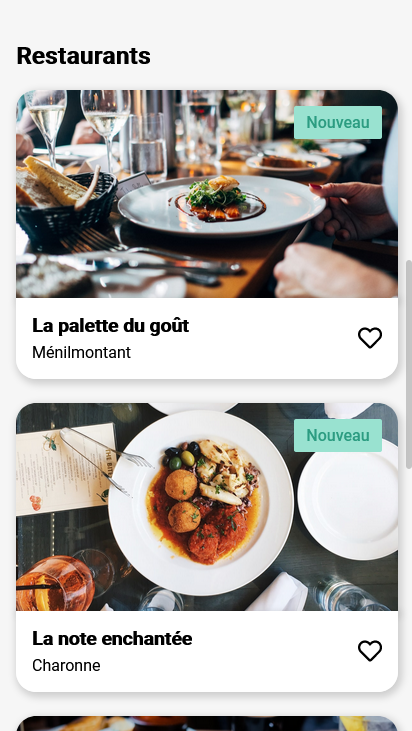 Restaurants
Nouveau
La palette du goût
Ménilmontant
Nouveau
La note enchantée
Charonne